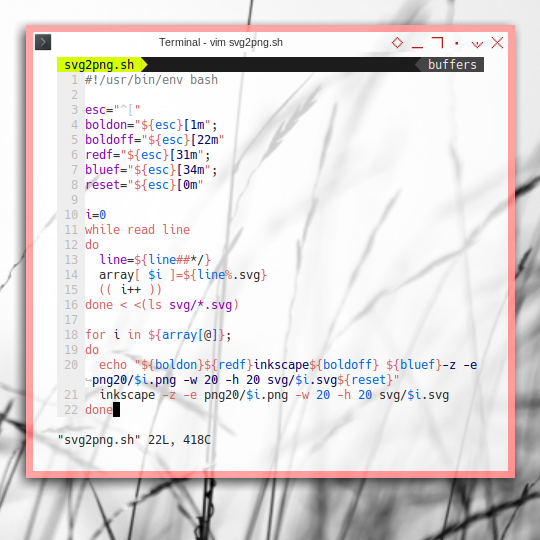 Terminal - vim svg2png.sh
svg2png.sh buffers
1 #!/usr/bin/env bash
2
3 esc="^["
4 boldon="${esc}[1m";
5 boldoff="${esc}[22m"
6 redf="${esc}[31m";
7 bluef="${esc}[34m";
8 reset="${esc}[0m"
9
10 i=0
11 while read line
12 do
13   line=${line##*/}
14   array[ $i ]=${line%.svg}
15   (( i++ ))
16 done < <(ls svg/*.svg)
17
18 for i in ${array[@]};
19 do
20   echo "${boldon}${redf}inkscape${boldoff} ${bluef}-z -e
~png20/$i.png -w 20 -h 20 svg/$i.svg${reset}"
21   inkscape -z -e png20/$i.png -w 20 -h 20 svg/$i.svg
22 done
"svg2png.sh" 22L, 418C